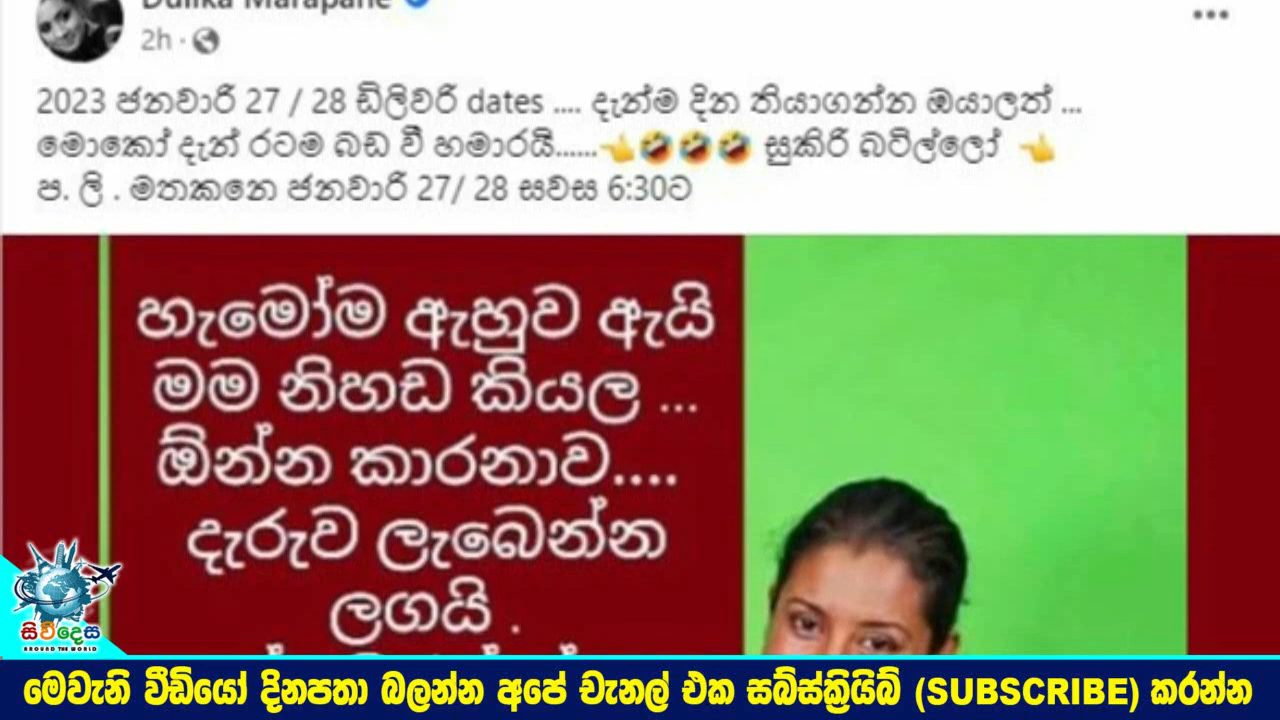 Dulika Marapane
2h
2023 ජනවාරි 27 / 28 ඩිලිවරි dates .... දැන්ම දින තියාගන්න ඔයාලත් ...
මොකෝ දැන් රටම බඩ වී හමාරයි......👈🤣🤣🤣 සුකිරි බටිල්ලෝ 👈
ප. ලි . මතකනෙ ජනවාරි 27/ 28 සවස 6:30ට
හැමෝම ඇහුව ඇයි
මම නිහඩ කියල ...
ඕන්න කාරනාව....
දැරුව ලැබෙන්න
ලගයි .
සිව්දෙස
AROUND THE WORLD
මෙවැනි වීඩියෝ දිනපතා බලන්න අපේ චැනල් එක සබ්ස්ක්‍රයිබ් (SUBSCRIBE) කරන්න